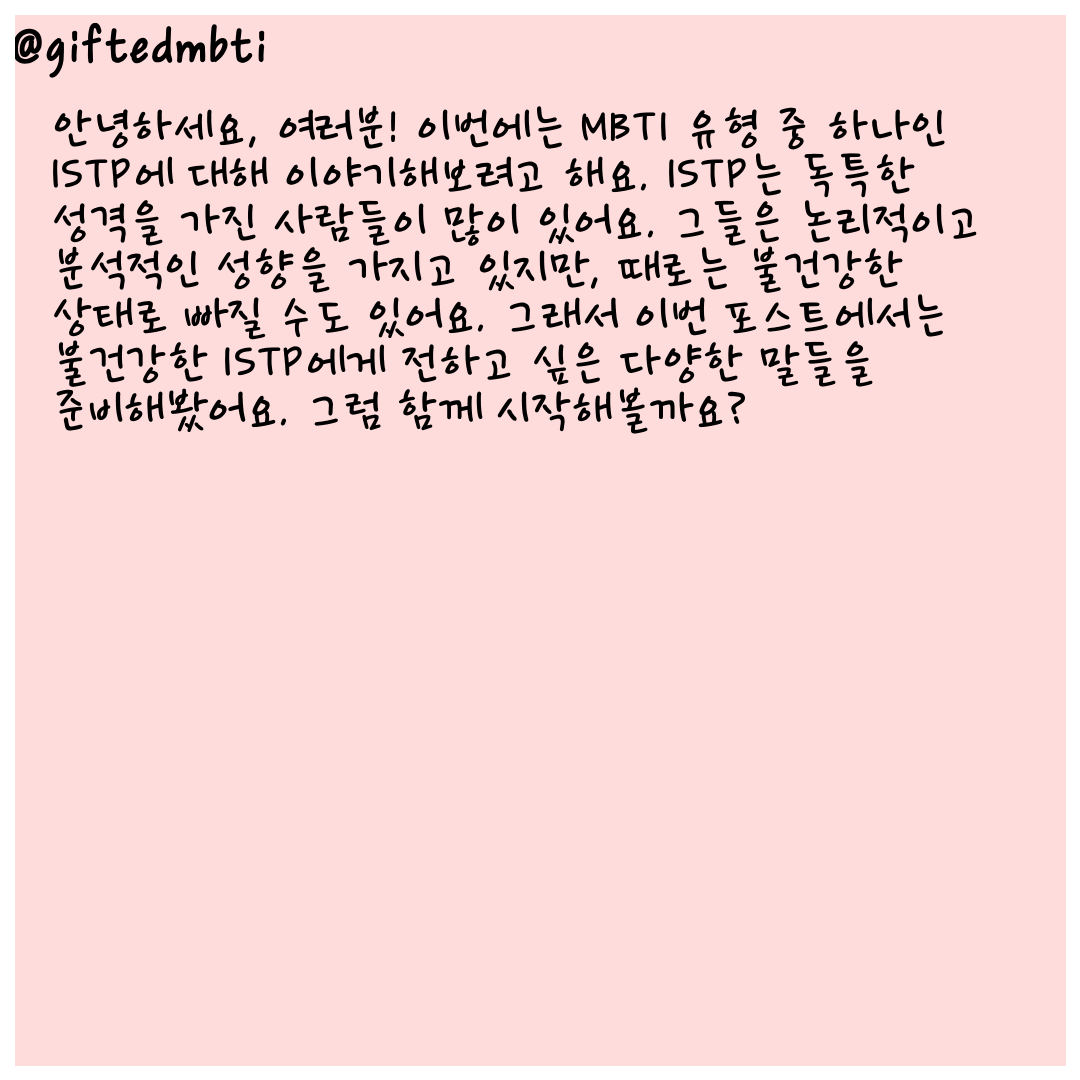 @giftedmbti
안녕하세요, 여러분! 이번에는 MBTI 유형 중 하나인
ISTP에 대해 이야기해보려고 해요. ISTP는 독특한
성격을 가진 사람들이 많이 있어요. 그들은 논리적이고
분석적인 성향을 가지고 있지만, 때로는 불건강한
상태로 빠질 수도 있어요. 그래서 이번 포스트에서는
불건강한 ISTP에게 전하고 싶은 다양한 말들을
준비해봤어요. 그럼 함께 시작해볼까요?